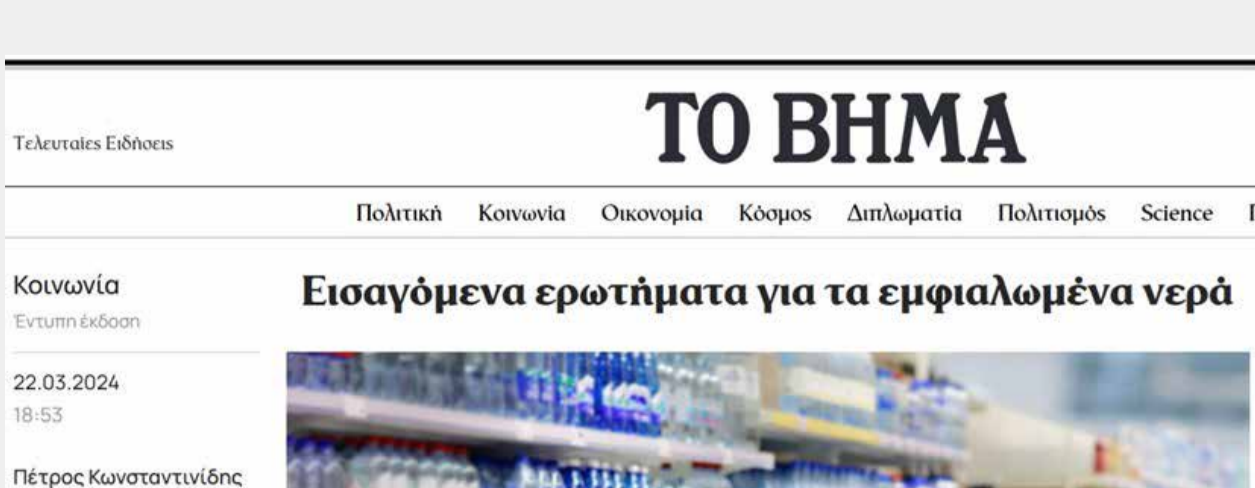 ΤΟ ΒΗΜΑ
Τελευταίες Ειδήσεις
Πολιτική Κοινωνία Οικονομία Κόσμος Διπλωματία Πολιτισμός Science
Κοινωνία
Έντυπη έκδοση
22.03.2024
18:53
Πέτρος Κωνσταντινίδης
Εισαγόμενα ερωτήματα για τα εμφιαλωμένα νερά